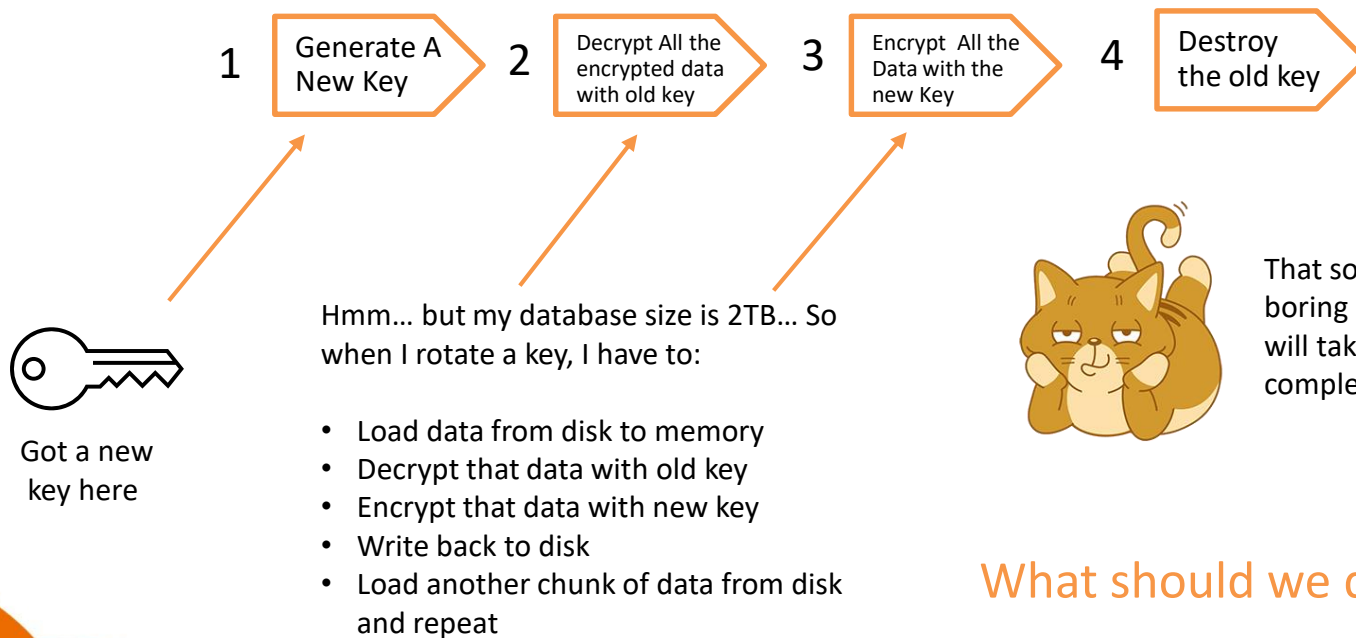 1
Generate A
New Key
2
Decrypt All the
encrypted data
with old key
3
Encrypt All the
Data with the
new Key
4
Destroy
the old key
Got a new
key here
Hmm... but my database size is 2TB... So
when I rotate a key, I have to:
• Load data from disk to memory
• Decrypt that data with old key
• Encrypt that data with new key
• Write back to disk
• Load another chunk of data from disk
and repeat
That
boring
will
What should we